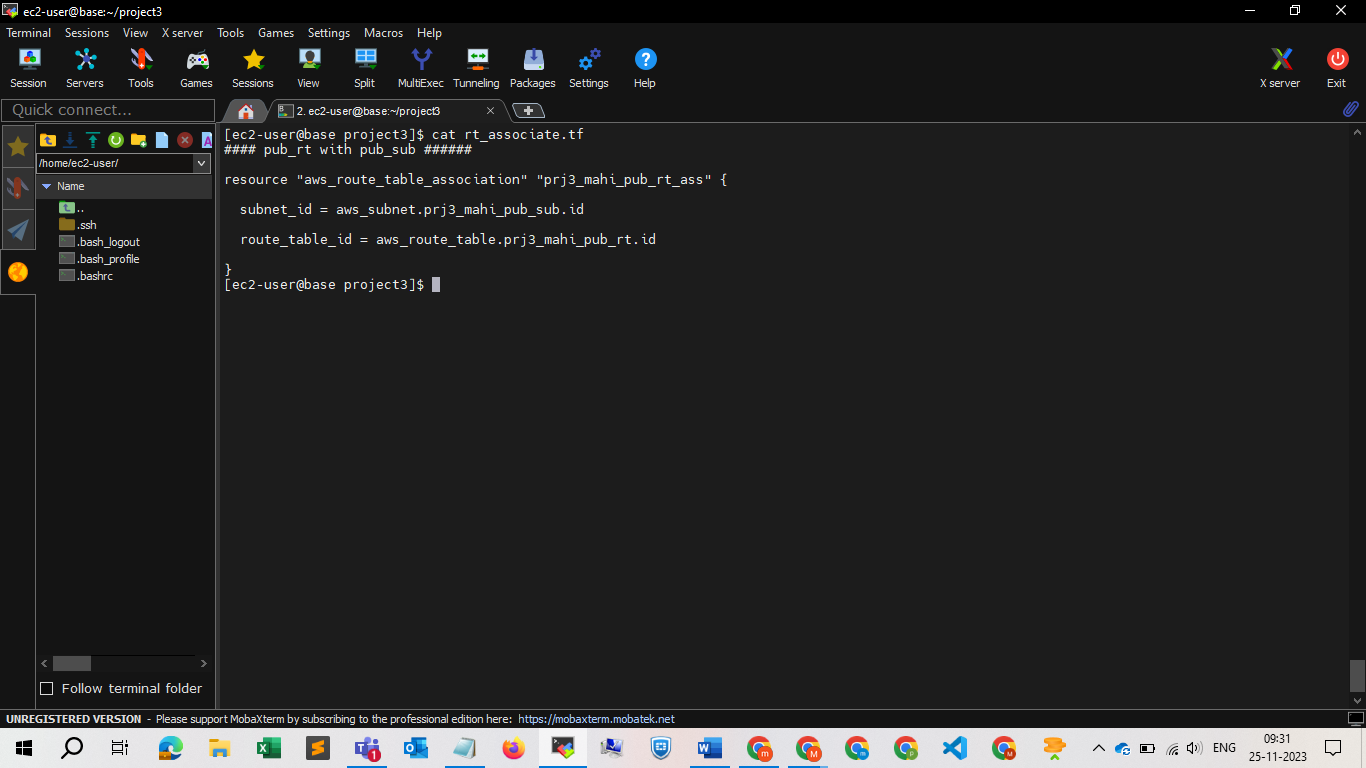 ec2-user@base:~/project3
Terminal Sessions View X server Tools Games Settings Macros Help
Session Servers Tools Games Sessions View Split MultiExec Tunneling Packages Settings Help X server Exit
Quick connect...
2. ec2-user@base:~/project3
/home/ec2-user/
Name
..
.ssh
.bash_logout
.bash_profile
.bashrc
Follow terminal folder
[ec2-user@base project3]$ cat rt_associate.tf
#### pub_rt with pub_sub ######
resource "aws_route_table_association" "prj3_mahi_pub_rt_ass" {
subnet_id = aws_subnet.prj3_mahi_pub_sub.id
route_table_id = aws_route_table.prj3_mahi_pub_rt.id
}
[ec2-user@base project3]$
UNREGISTERED VERSION - Please support MobaXterm by subscribing to the professional edition here: https://mobaxterm.mobatek.net
ENG
09:31
25-11-2023